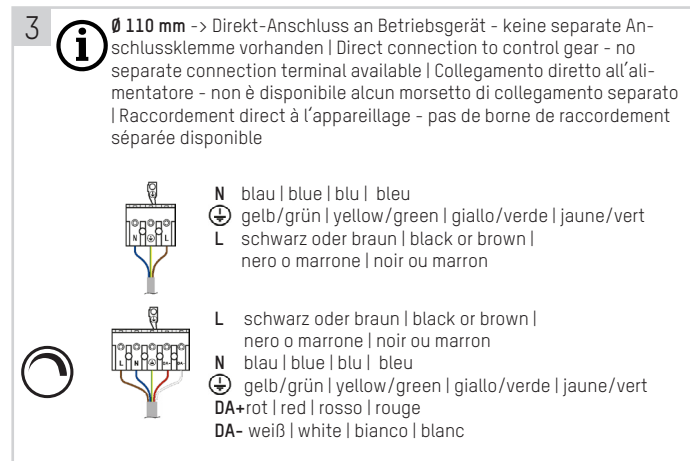 3
Ø 110 mm -> Direkt-Anschluss an Betriebsgerät - keine separate An-
schlussklemme vorhanden | Direct connection to control gear - no
separate connection terminal available | Collegamento diretto all´ali-
mentatore - non è disponibile alcun morsetto di collegamento separato
| Raccordement direct à l´appareillage - pas de borne de raccordement
séparée disponible
N L
N blau | blue | blu | bleu
gelb/grün | yellow/green | giallo/verde | jaune/vert
L schwarz oder braun | black or brown |
nero o marrone | noir ou marron
L N DA+ DA-
L schwarz oder braun | black or brown |
nero o marrone | noir ou marron
N blau | blue | blu | bleu
gelb/grün | yellow/green | giallo/verde | jaune/vert
DA+rot | red | rosso | rouge
DA- weiß | white | bianco | blanc